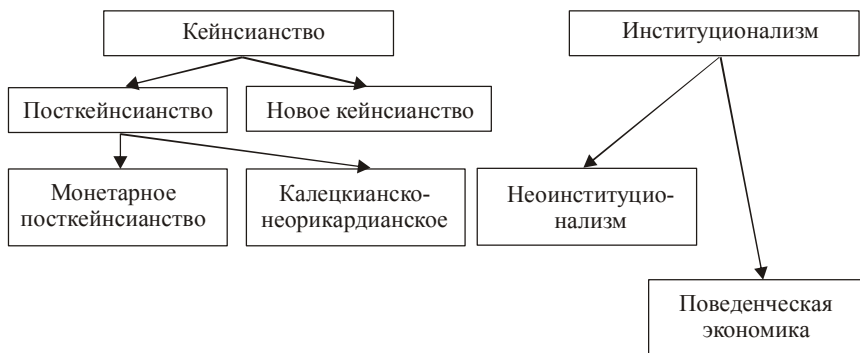 Кейнсианство
Институционализм
Посткейнсианство
Новое кейнсианство
Монетарное
посткейнсианство
Калецкианско-
неорикардианское
Неоинституцио-
нализм
Поведенческая
экономика